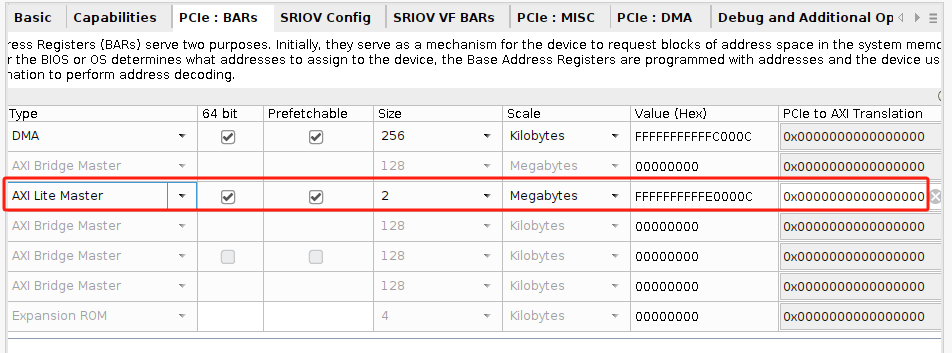 Basic Capabilities PCIe : BARs SRIOV Config SRIOV VF BARs PCIe : MISC PCIe : DMA Debug and Additional Op
ress Registers (BARs) serve two purposes. Initially, they serve as a mechanism for the device to request blocks of address space in the system memo
r the BIOS or OS determines what addresses to assign to the device, the Base Address Registers are programmed with addresses and the device us
nation to perform address decoding.
Type 64 bit Prefetchable Size Scale Value (Hex) PCIe to AXI Translation
DMA 256 Kilobytes FFFFFFFFFFFC000C 0x0000000000000000
AXI Bridge Master 128 Megabytes 00000000 0x0000000000000000
AXI Lite Master 2 Megabytes FFFFFFFFFFE0000C 0x0000000000000000
AXI Bridge Master 128 Kilobytes 00000000 0x0000000000000000
AXI Bridge Master 128 Kilobytes 00000000 0x0000000000000000
AXI Bridge Master 128 Kilobytes 00000000 0x0000000000000000
Expansion ROM 4 Kilobytes 00000000 0x0000000000000000